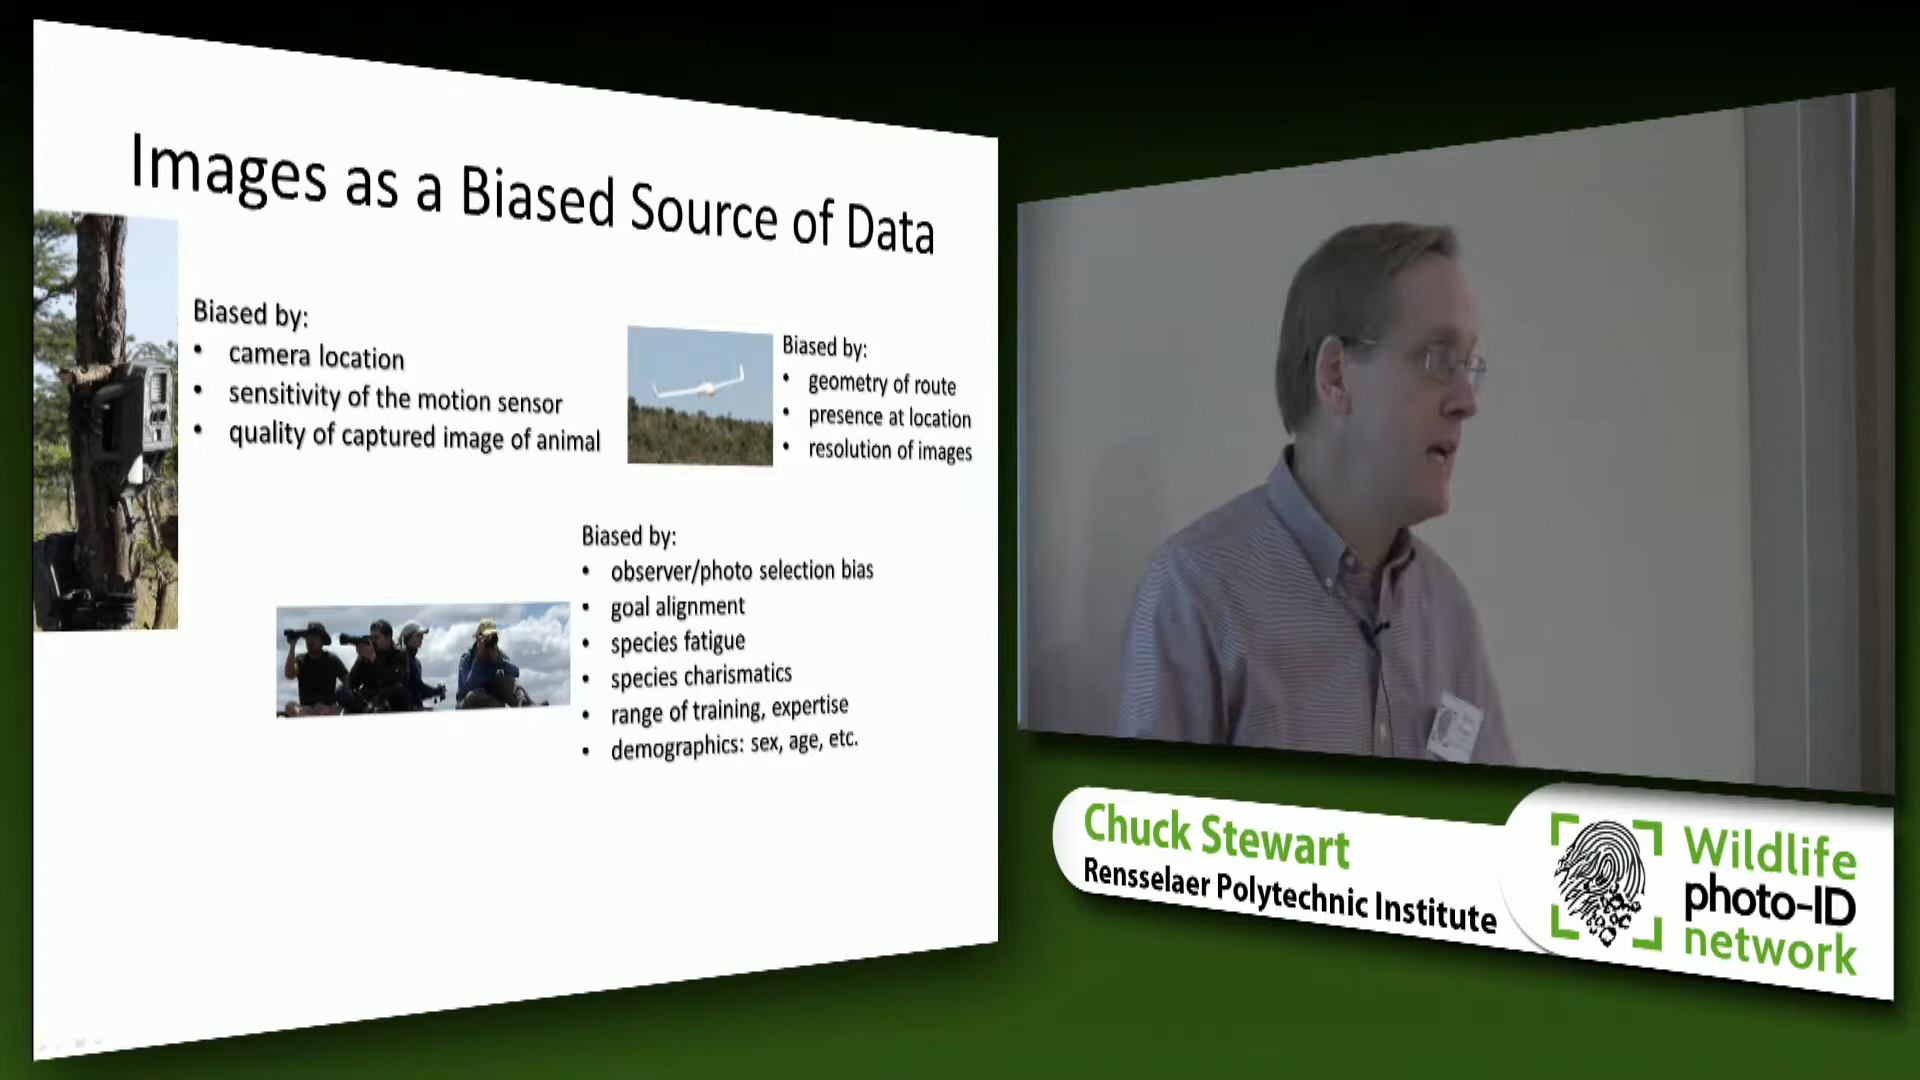 Images as a Biased Source of Data
Biased by:
• camera location
• sensitivity of the motion sensor
• quality of captured image of animal
Biased by:
• geometry of route
• presence at location
• resolution of images
Biased by:
• observer/photo selection bias
• goal alignment
• species fatigue
• species charismatics
• range of training, expertise
• demographics: sex, age, etc.
Chuck Stewart
Rensselaer Polytechnic Institute
Wildlife
photo-ID
network